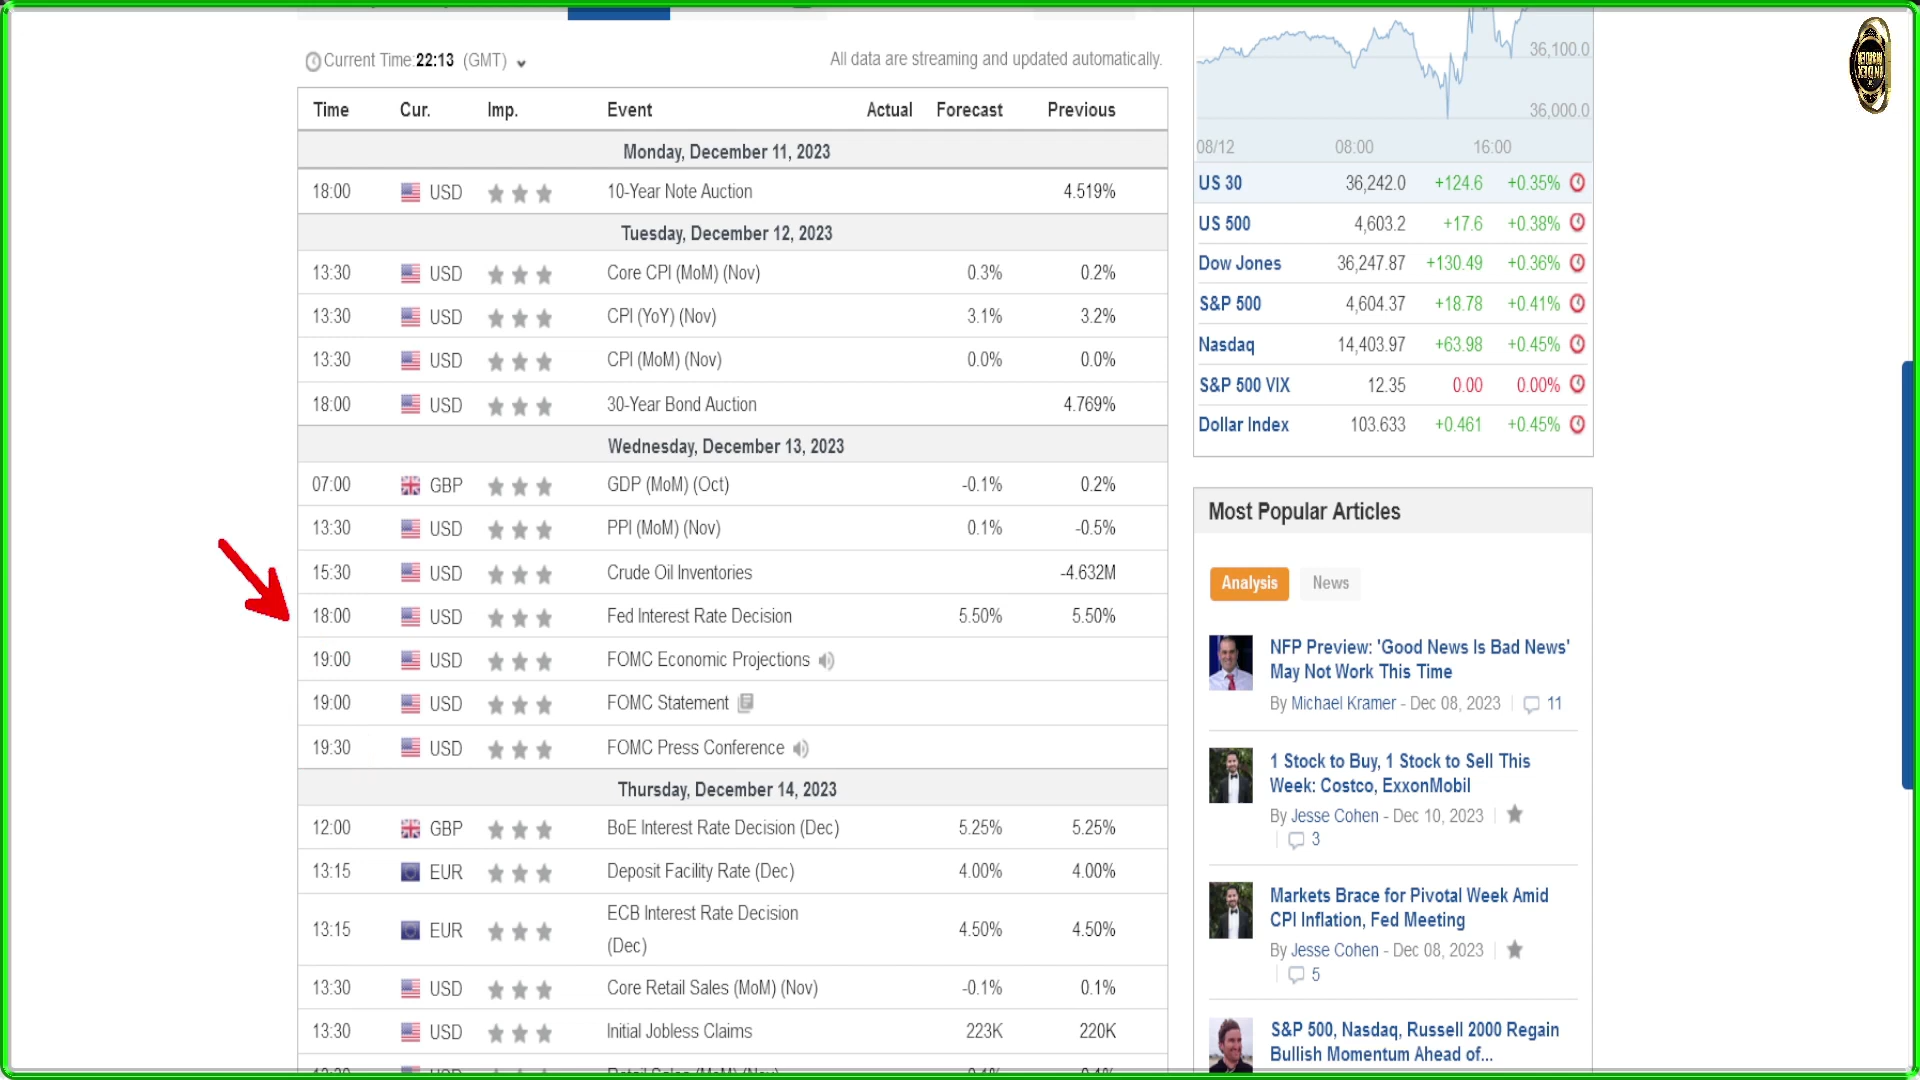 Current Time: 22:13 (GMT)
All data are streaming and updated automatically.
Time Cur. Imp. Event Actual Forecast Previous
Monday, December 11, 2023
18:00 USD 10-Year Note Auction 4.519%
Tuesday, December 12, 2023
13:30 USD Core CPI (MoM) (Nov) 0.3% 0.2%
13:30 USD CPI (YoY) (Nov) 3.1% 3.2%
13:30 USD CPI (MoM) (Nov) 0.0% 0.0%
18:00 USD 30-Year Bond Auction 4.769%
Wednesday, December 13, 2023
07:00 GBP GDP (MoM) (Oct) -0.1% 0.2%
13:30 USD PPI (MoM) (Nov) 0.1% -0.5%
15:30 USD Crude Oil Inventories -4.632M
18:00 USD Fed Interest Rate Decision 5.50% 5.50%
19:00 USD FOMC Economic Projections
19:00 USD FOMC Statement
19:30 USD FOMC Press Conference
Thursday, December 14, 2023
12:00 GBP BoE Interest Rate Decision (Dec) 5.25% 5.25%
13:15 EUR Deposit Facility Rate (Dec) 4.00% 4.00%
13:15 EUR ECB Interest Rate Decision (Dec) 4.50% 4.50%
13:30 USD Core Retail Sales (MoM) (Nov) -0.1% 0.1%
13:30 USD Initial Jobless Claims 223K 220K
36,100.0
36,000.0
08/12 08:00 16:00
US 30 36,242.0 +124.6 +0.35%
US 500 4,603.2 +17.6 +0.38%
Dow Jones 36,247.87 +130.49 +0.36%
S&P 500 4,604.37 +18.78 +0.41%
Nasdaq 14,403.97 +63.98 +0.45%
S&P 500 VIX 12.35 0.00 0.00%
Dollar Index 103.633 +0.461 +0.45%
Most Popular Articles
Analysis News
NFP Preview: 'Good News Is Bad News'
May Not Work This Time
By Michael Kramer - Dec 08, 2023 11
1 Stock to Buy, 1 Stock to Sell This
Week: Costco, ExxonMobil
By Jesse Cohen - Dec 10, 2023
3
Markets Brace for Pivotal Week Amid
CPI Inflation, Fed Meeting
By Jesse Cohen - Dec 08, 2023
5
S&P 500, Nasdaq, Russell 2000 Regain
Bullish Momentum Ahead of...